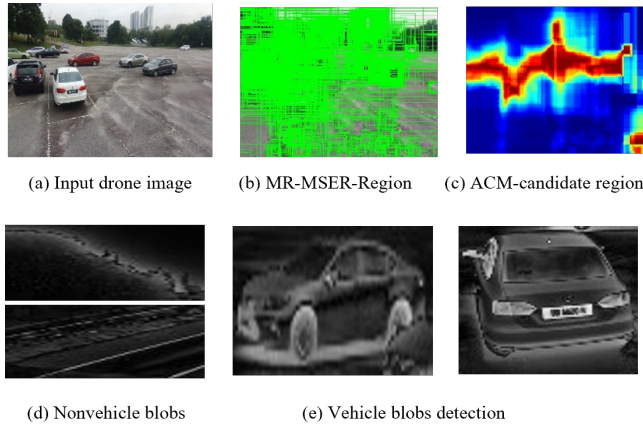 (a) Input drone image
(b) MR-MSER-Region
(c) ACM-candidate region
(d) Nonvehicle blobs
(e) Vehicle blobs detection